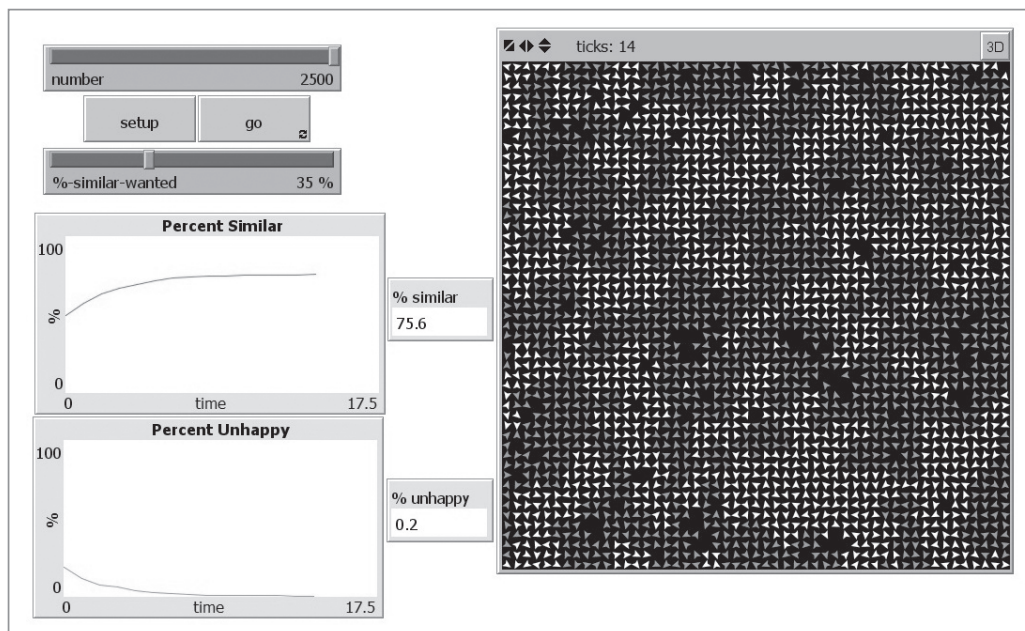 number 2500
setup go
%-similar-wanted 35 %
Percent Similar
100
%
0
0 time 17.5
% similar
75.6
Percent Unhappy
100
%
0
0 time 17.5
% unhappy
0.2
ticks: 14 3D